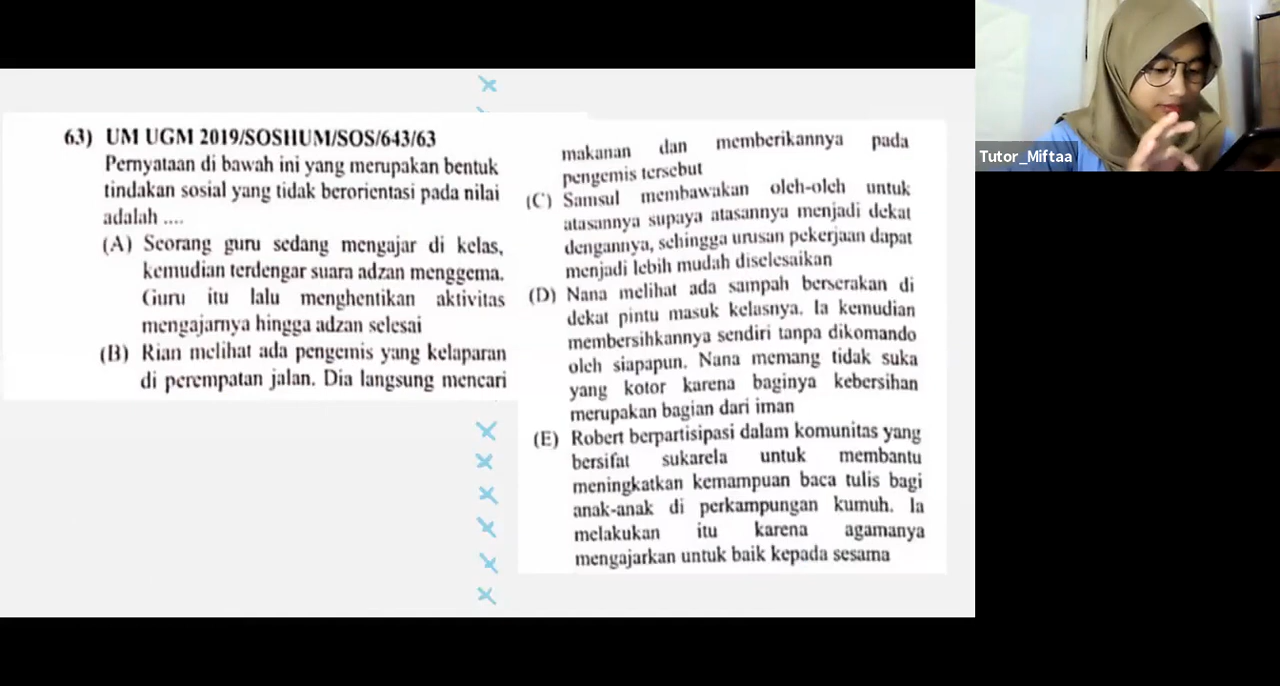 63) UM UGM 2019/SOSHUM/SOS/643/63
Pernyataan di bawah ini yang merupakan bentuk
tindakan sosial yang tidak berorientasi pada nilai
adalah ....
(A) Seorang guru sedang mengajar di kelas,
kemudian terdengar suara adzan menggema.
Guru itu lalu menghentikan aktivitas
mengajarnya hingga adzan selesai
(B) Rian melihat ada pengemis yang kelaparan
di perempatan jalan. Dia langsung mencari
makanan dan memberikannya pada
pengemis tersebut
(C) Samsul membawakan oleh-oleh untuk
atasannya supaya atasannya menjadi dekat
dengannya, sehingga urusan pekerjaan dapat
menjadi lebih mudah diselesaikan
(D) Nana melihat ada sampah berserakan di
dekat pintu masuk kelasnya. Ia kemudian
membersihkannya sendiri tanpa dikomando
oleh siapapun. Nana memang tidak suka
yang kotor karena baginya kebersihan
merupakan bagian dari iman
(E) Robert berpartisipasi dalam komunitas yang
bersifat sukarela untuk membantu
meningkatkan kemampuan baca tulis bagi
anak-anak di perkampungan kumuh. Ia
melakukan itu karena agamanya
mengajarkan untuk baik kepada sesama
Tutor_Miftaa